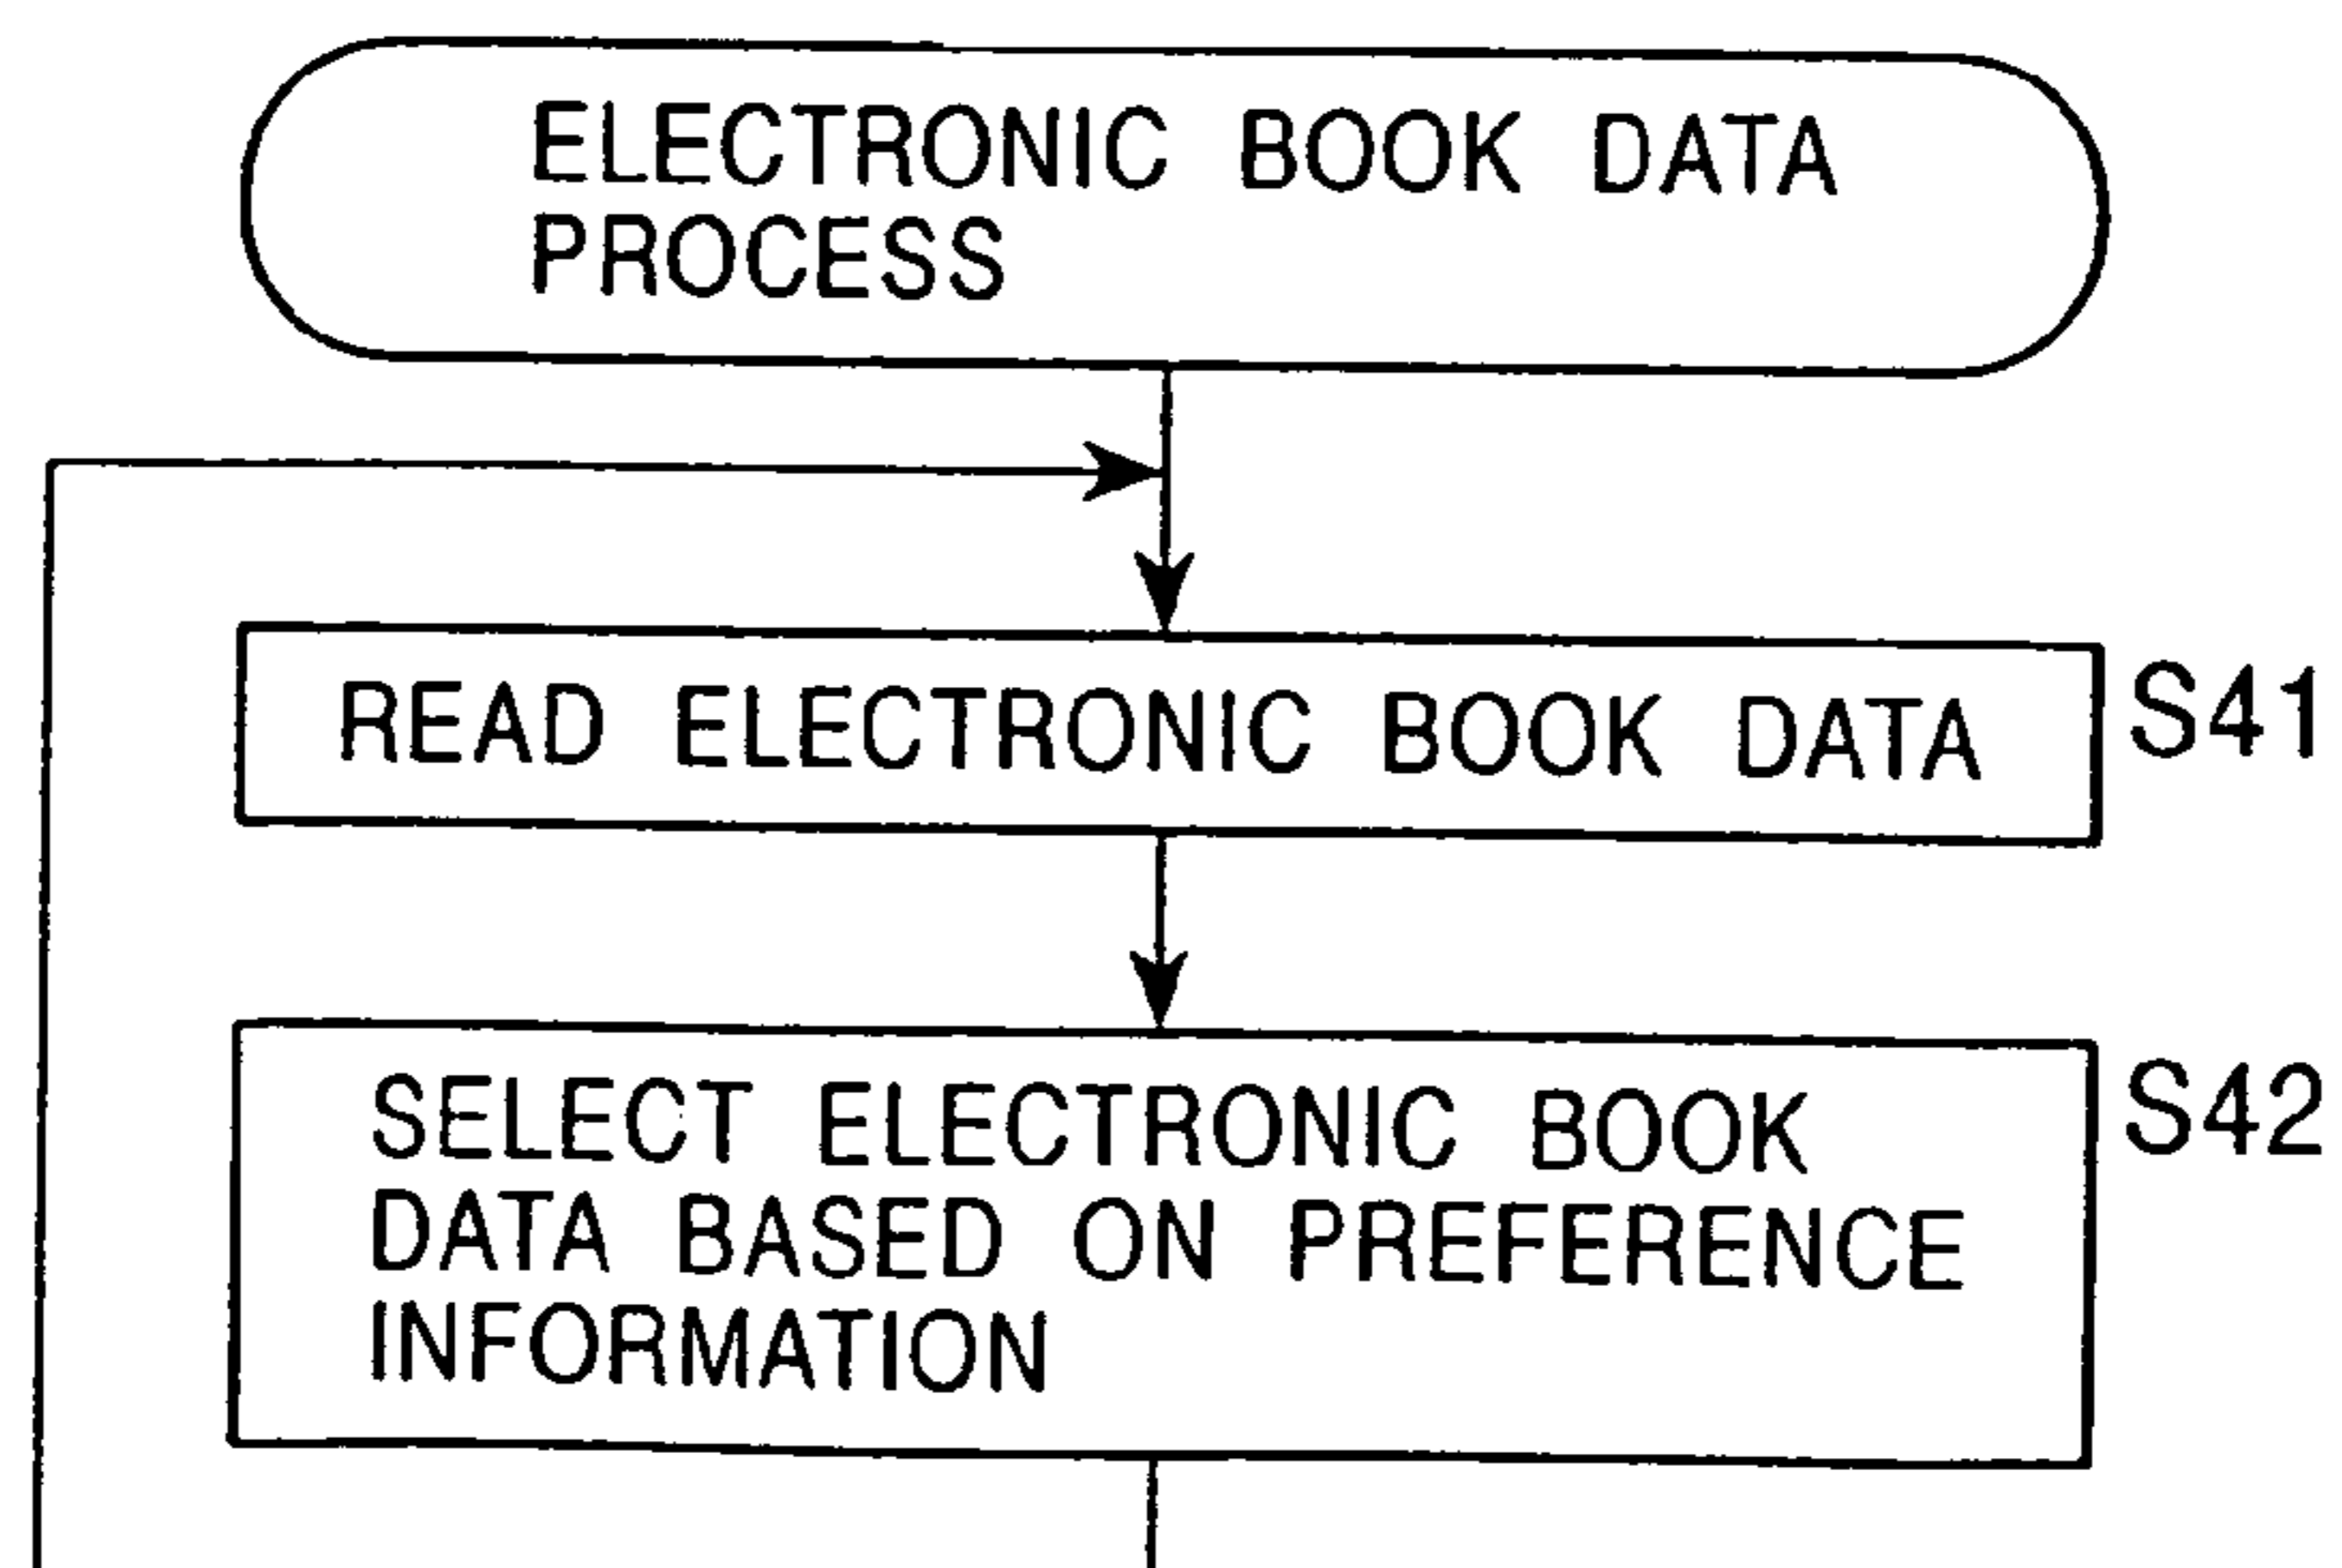 ELECTRONIC BOOK DATA
PROCESS
READ ELECTRONIC BOOK DATA
S41
SELECT ELECTRONIC BOOK
DATA BASED ON PREFERENCE
INFORMATION
S42